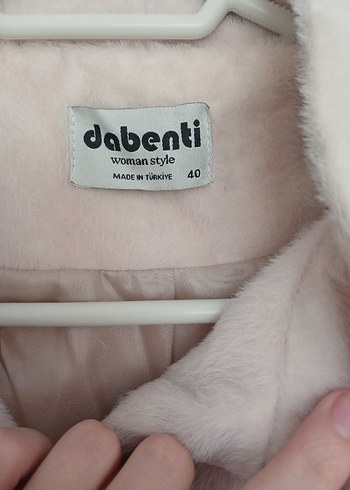 dabenti
woman style
MADE IN TÜRKİYE 40